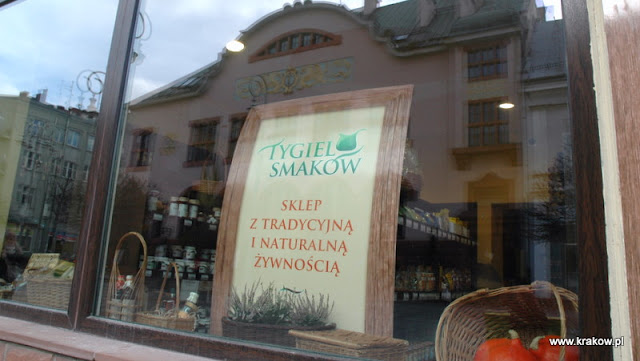 TYGIEL
SMAKÓW
SKLEP
Z TRADYCYJNĄ
I NATURALNĄ
ŻYWNOŚCIĄ
www.krakow.pl